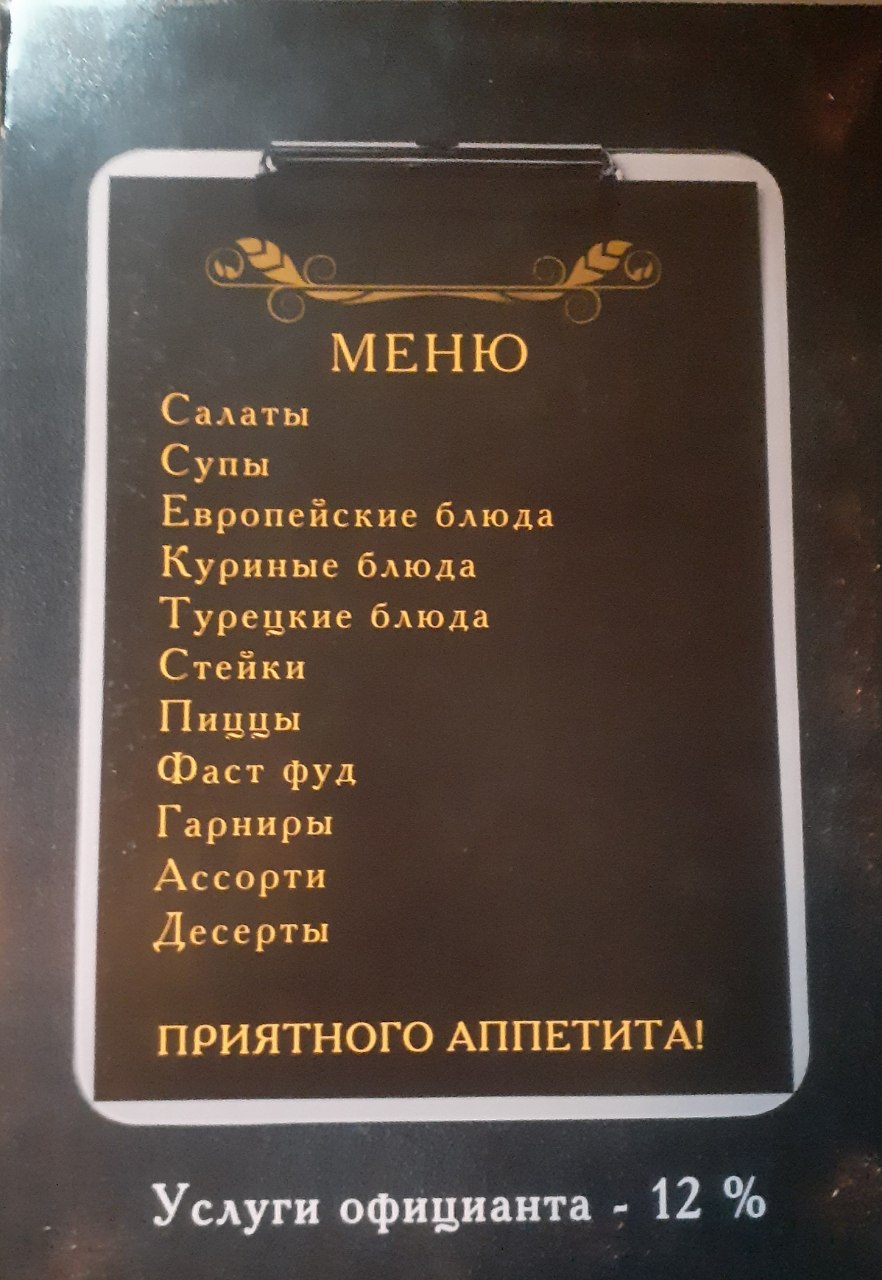 МЕНЮ
Салаты
Супы
Европейские блюда
Куриные блюда
Турецкие блюда
Стейки
Пиццы
Фаст фуд
Гарниры
Ассорти
Десерты
ПРИЯТНОГО АППЕТИТА!
Услуги официанта - 12 %